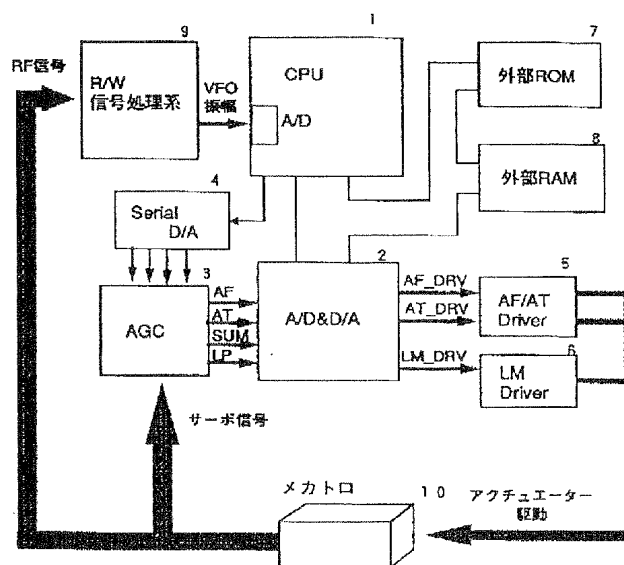 9
1
7
RF信号
R/W
信号処理系
VFO
振幅
CPU
A/D
外部ROM
8
外部RAM
4
Serial
D/A
3
AGC
AF
AT
SUM
LP
2
A/D&D/A
AF_DRV
AT_DRV
LM_DRV
5
AF/AT
Driver
6
LM
Driver
サーボ信号
メカトロ
10
アクチュエーター
駆動